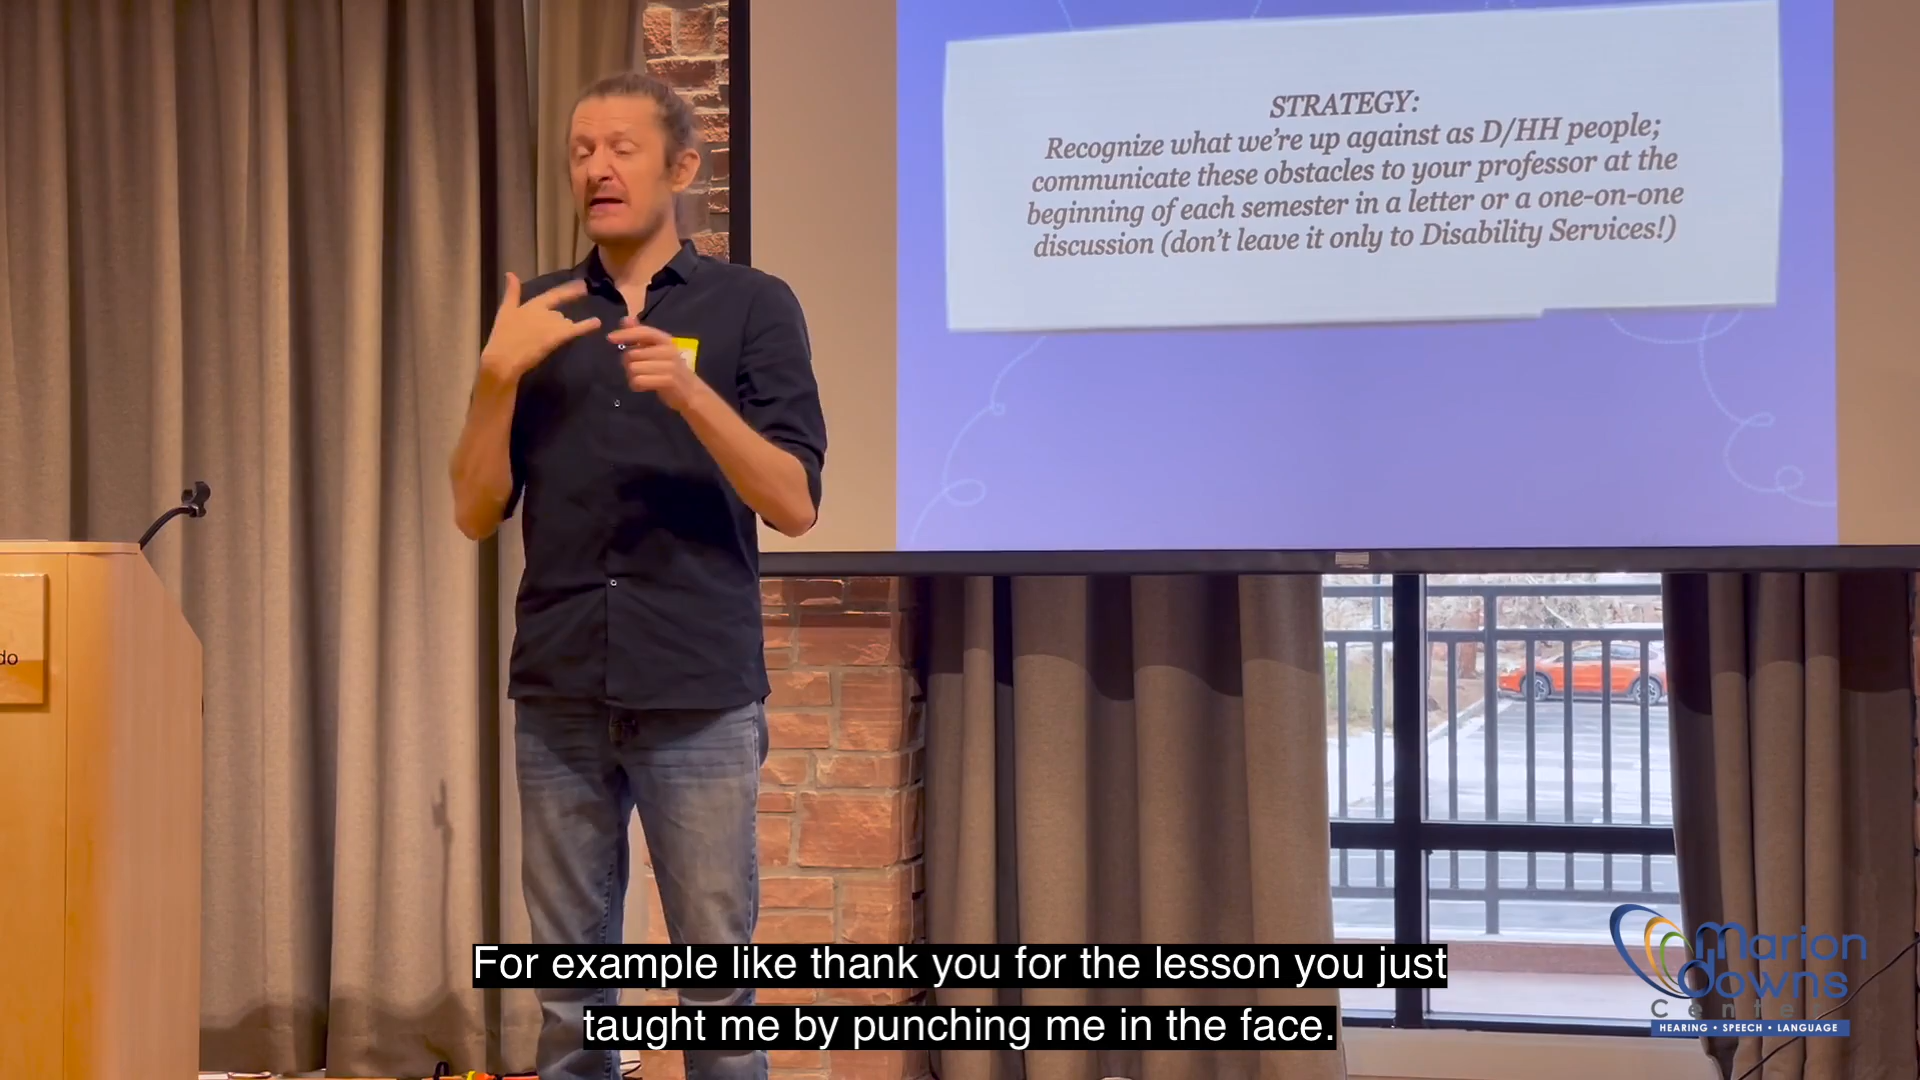 STRATEGY:
Recognize what we're up against as D/HH people;
communicate these obstacles to your professor at the
beginning of each semester in a letter or a one-on-one
discussion (don't leave it only to Disability Services!)
do
For example like thank you for the lesson you just
taught me by punching me in the face.
Marion
Downs
Center
HEARING • SPEECH • LANGUAGE